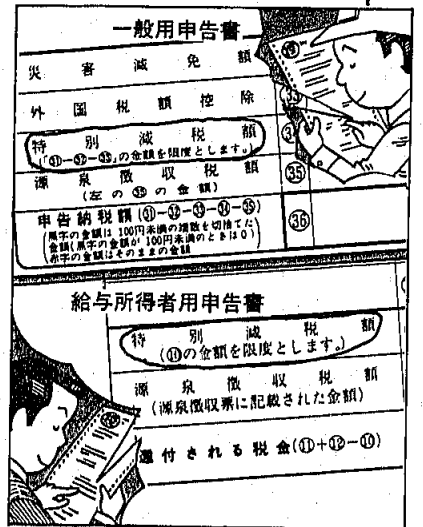 一般用申告書
災害減免額
外国税額控除
特別減税額
(「㉛-㉜-㉝」の金額を限度とします。)
源泉徴収税額
(左の㉟の金額)
㉟
申告納税額(㉛-㉜-㉝-㉞-㉟)
(黒字の金額は100円未満の端数を切捨てた
金額(黒字の金額が100円未満のときは0)
赤字の金額はそのままの金額
㊱
給与所得者用申告書
特別減税額
(⑪の金額を限度とします。)
源泉徴収税額
(源泉徴収票に記載された金額)
還付される税金(⑪+⑫-⑩)